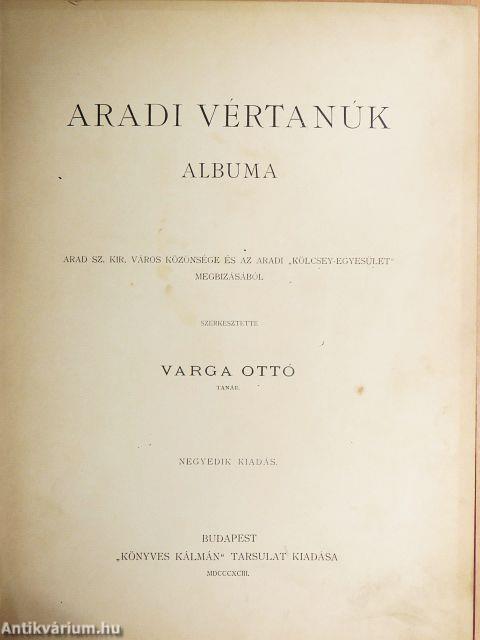 ARADI VÉRTANÚK
ALBUMA
ARAD SZ. KIR. VÁROS KÖZÖNSÉGE ÉS AZ ARADI „KÖLCSEY-EGYESÜLET"
MEGBIZÁSÁBÓL
SZERKESZTETTE
VARGA OTTÓ
TANÁR.
NEGYEDIK KIADÁS.
BUDAPEST
„KÖNYVES KÁLMÁN" TARSULAT KIADÁSA
MDCCCXCIII.
Antikvárium.hu